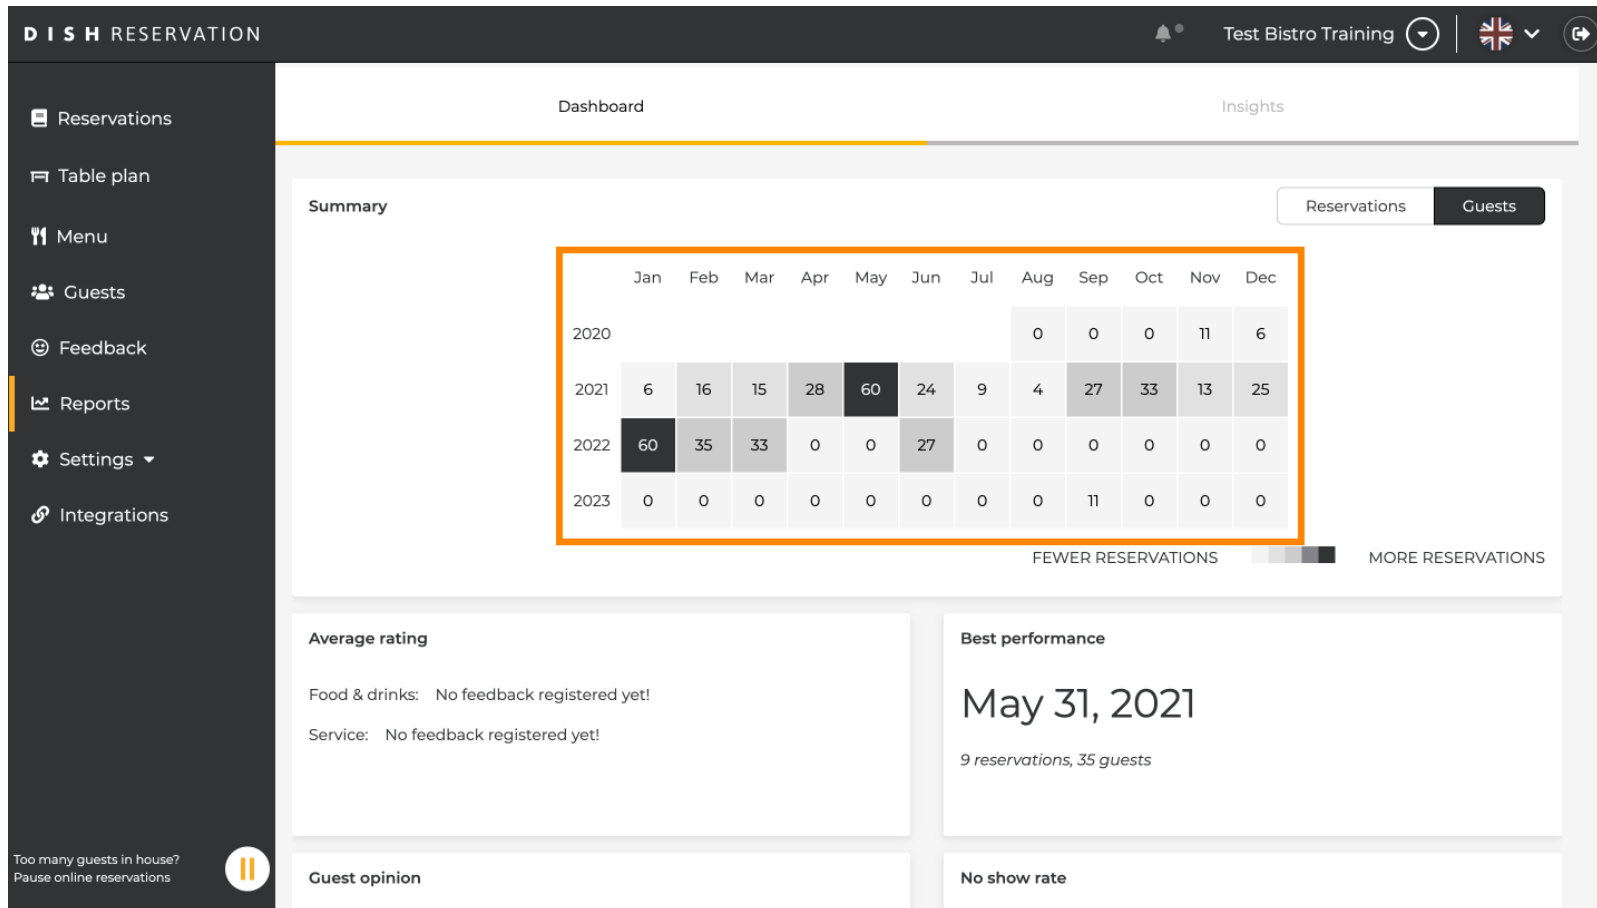 DISH RESERVATION
Test Bistro Training
Reservations
Table plan
Menu
Guests
Feedback
Reports
Settings
Integrations
Too many guests in house?
Pause online reservations
Dashboard
Insights
Summary
Reservations
Guests
Jan Feb Mar Apr May Jun Jul Aug Sep Oct Nov Dec
2020 0 0 0 11 6
2021 6 16 15 28 60 24 9 4 27 33 13 25
2022 60 35 33 0 0 27 0 0 0 0 0 0
2023 0 0 0 0 0 0 0 0 11 0 0 0
FEWER RESERVATIONS
MORE RESERVATIONS
Average rating
Food & drinks: No feedback registered yet!
Service: No feedback registered yet!
Best performance
May 31, 2021
9 reservations, 35 guests
Guest opinion
No show rate